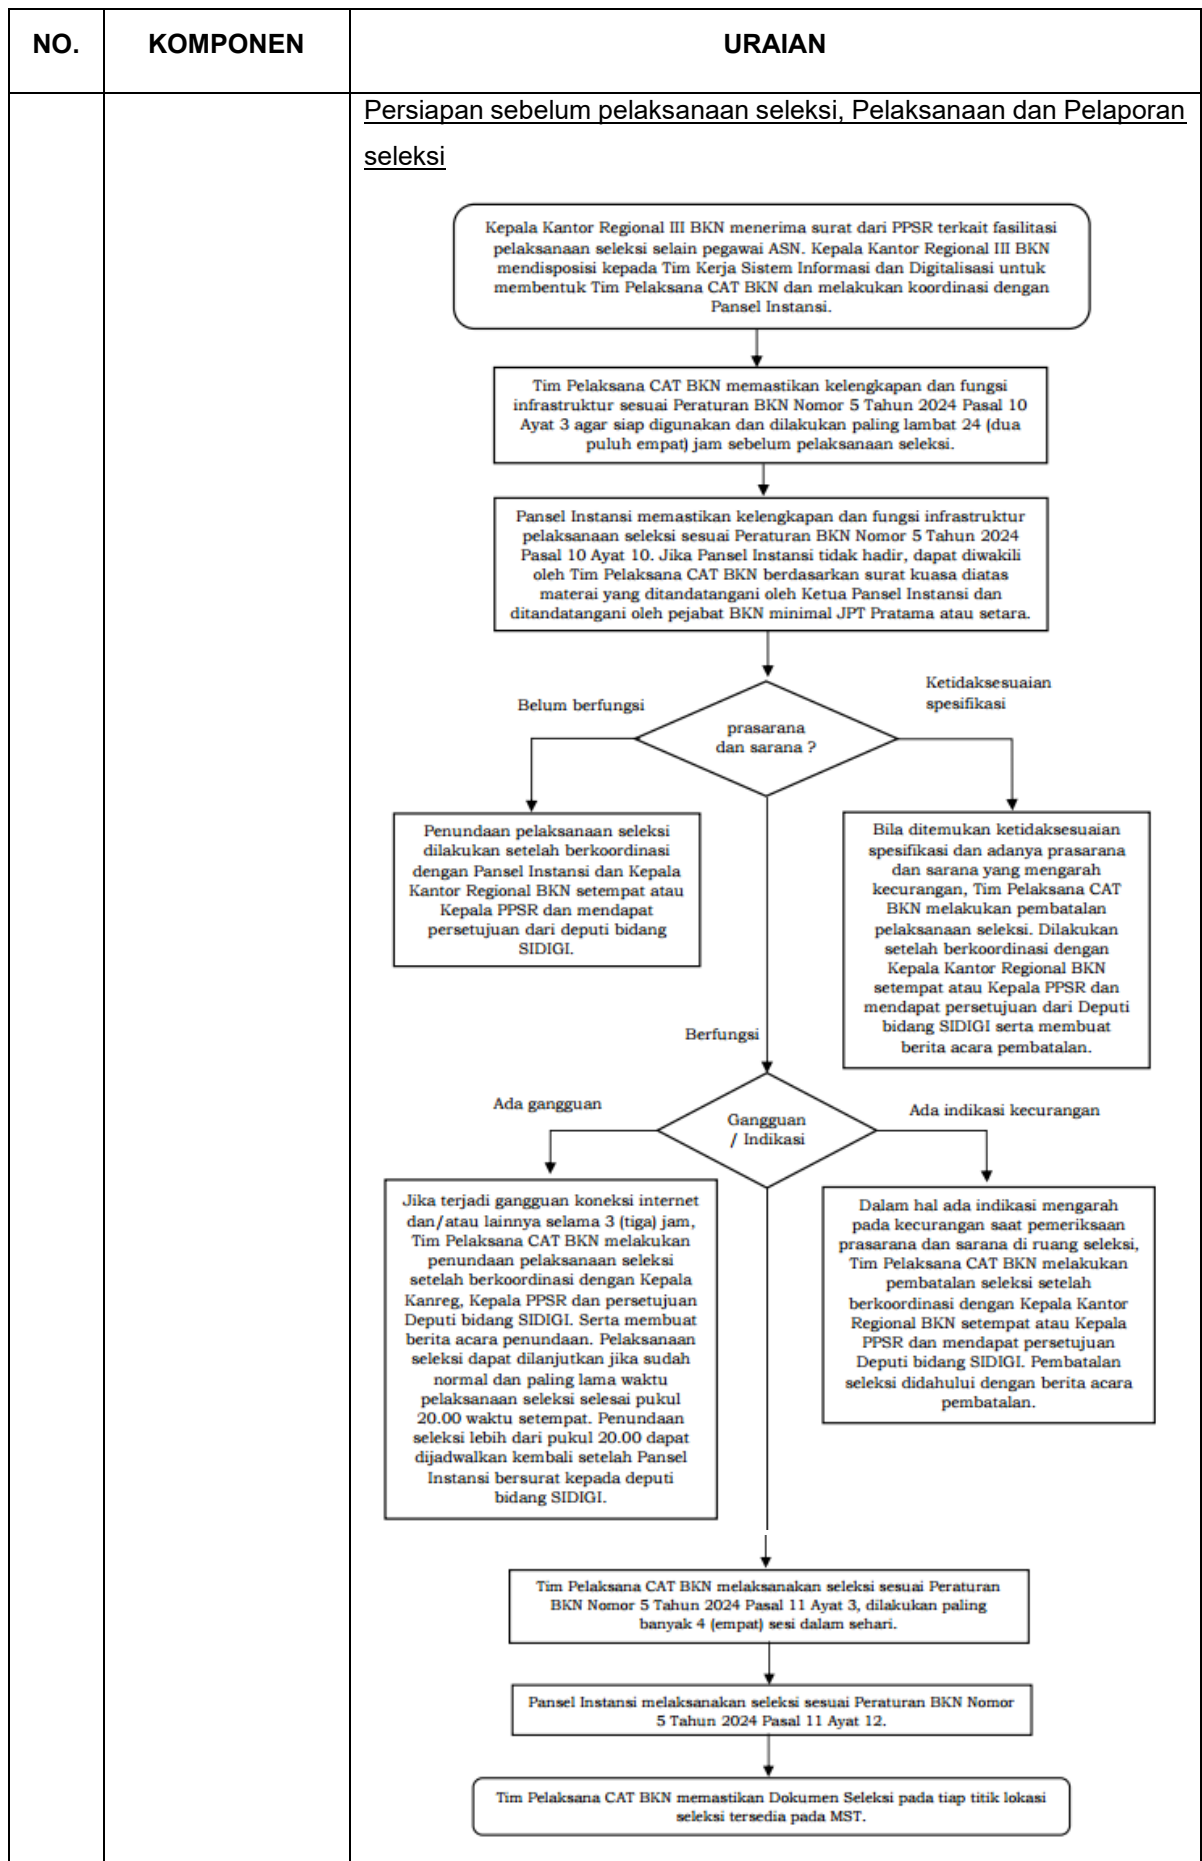 NO.
KOMPONEN
URAIAN
Persiapan sebelum pelaksanaan seleksi, Pelaksanaan dan Pelaporan
seleksi
Kepala Kantor Regional III BKN menerima surat dari PPSR terkait fasilitasi
pelaksanaan seleksi selain pegawai ASN. Kepala Kantor Regional III BKN
mendisposisi kepada Tim Kerja Sistem Informasi dan Digitalisasi untuk
membentuk Tim Pelaksana CAT BKN dan melakukan koordinasi dengan
Pansel Instansi.
Tim Pelaksana CAT BKN memastikan kelengkapan dan fungsi
infrastruktur sesuai Peraturan BKN Nomor 5 Tahun 2024 Pasal 10
Ayat 3 agar siap digunakan dan dilakukan paling lambat 24 (dua
puluh empat) jam sebelum pelaksanaan seleksi.
Pansel Instansi memastikan kelengkapan dan fungsi infrastruktur
pelaksanaan seleksi sesuai Peraturan BKN Nomor 5 Tahun 2024
Pasal 10 Ayat 10. Jika Pansel Instansi tidak hadir, dapat diwakili
oleh Tim Pelaksana CAT BKN berdasarkan surat kuasa diatas
materai yang ditandatangani oleh Ketua Pansel Instansi dan
ditandatangani oleh pejabat BKN minimal JPT Pratama atau setara.
Belum berfungsi
Ketidaksesuaian
spesifikasi
prasarana
dan sarana ?
Penundaan pelaksanaan seleksi
dilakukan setelah berkoordinasi
dengan Pansel Instansi dan Kepala
Kantor Regional BKN setempat atau
Kepala PPSR dan mendapat
persetujuan dari deputi bidang
SIDIGI.
Bila ditemukan ketidaksesuaian
spesifikasi dan adanya prasarana
dan sarana yang mengarah
kecurangan, Tim Pelaksana CAT
BKN melakukan pembatalan
pelaksanaan seleksi. Dilakukan
setelah berkoordinasi dengan
Kepala Kantor Regional BKN
setempat atau Kepala PPSR dan
mendapat persetujuan dari Deputi
bidang SIDIGI serta membuat
berita acara pembatalan.
Berfungsi
Ada gangguan
Ada indikasi kecurangan
Gangguan
/ Indikasi
Jika terjadi gangguan koneksi internet
dan/atau lainnya selama 3 (tiga) jam,
Tim Pelaksana CAT BKN melakukan
penundaan pelaksanaan seleksi
setelah berkoordinasi dengan Kepala
Kanreg, Kepala PPSR dan persetujuan
Deputi bidang SIDIGI. Serta membuat
berita acara penundaan. Pelaksanaan
seleksi dapat dilanjutkan jika sudah
normal dan paling lama waktu
pelaksanaan seleksi selesai pukul
20.00 waktu setempat. Penundaan
seleksi lebih dari pukul 20.00 dapat
dijadwalkan kembali setelah Pansel
Instansi bersurat kepada deputi
bidang SIDIGI.
Dalam hal ada indikasi mengarah
pada kecurangan saat pemeriksaan
prasarana dan sarana di ruang seleksi,
Tim Pelaksana CAT BKN melakukan
pembatalan seleksi setelah
berkoordinasi dengan Kepala Kantor
Regional BKN setempat atau Kepala
PPSR dan mendapat persetujuan
Deputi bidang SIDIGI. Pembatalan
seleksi didahului dengan berita acara
pembatalan.
Tim Pelaksana CAT BKN melaksanakan seleksi sesuai Peraturan
BKN Nomor 5 Tahun 2024 Pasal 11 Ayat 3, dilakukan paling
banyak 4 (empat) sesi dalam sehari.
Pansel Instansi melaksanakan seleksi sesuai Peraturan BKN Nomor
5 Tahun 2024 Pasal 11 Ayat 12.
Tim Pelaksana CAT BKN memastikan Dokumen Seleksi pada tiap titik lokasi
seleksi tersedia pada MST.